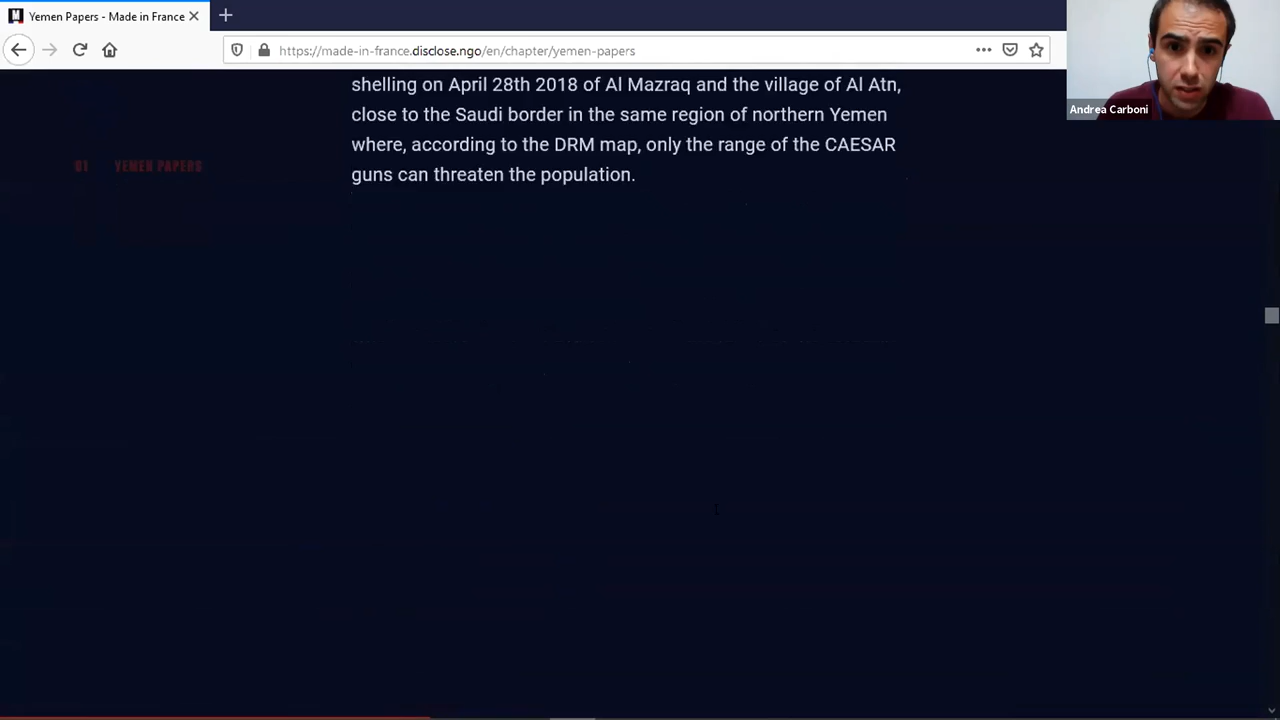 Yemen Papers - Made in France
https://made-in-france.disclose.ngo/en/chapter/yemen-papers
Andrea Carboni
shelling on April 28th 2018 of Al Mazraq and the village of Al Atn,
close to the Saudi border in the same region of northern Yemen
where, according to the DRM map, only the range of the CAESAR
guns can threaten the population.
01 YEMEN PAPERS